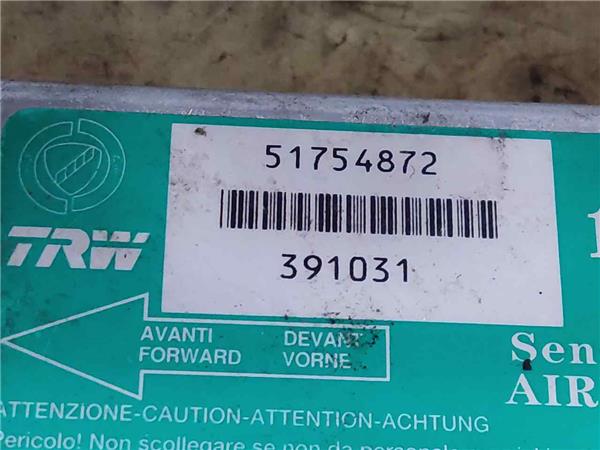 51754872
391031
TRW
AVANTI DEVANT
FORWARD VORNE
Sen
AIR
ATTENZIONE-CAUTION-ATTENTION-ACHTUNG
Pericolo! Non scollegare se non da personale